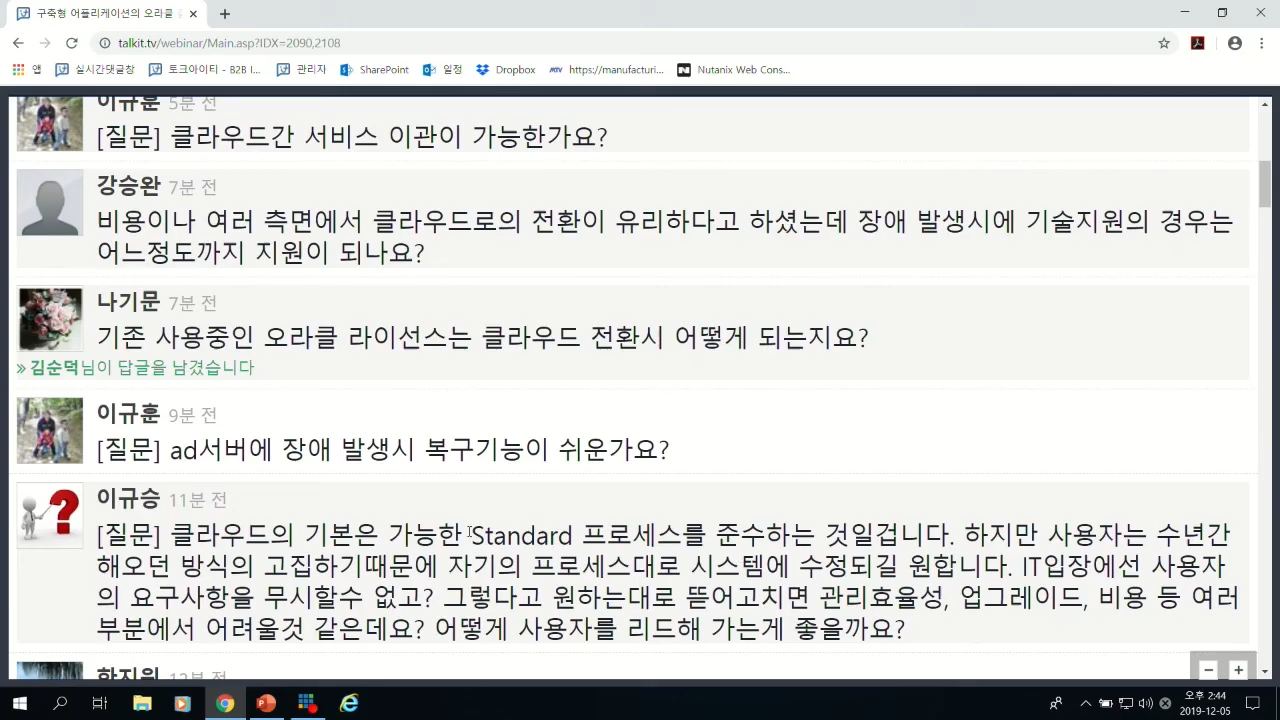 구축형 어플리케이션의 오라클
talkit.tv/webinar/Main.asp?IDX=2090,2108
앱 실시간댓글창 토크아이티 - B2B I... 관리자 SharePoint 일정 Dropbox https://manufacturi... Nutanix Web Cons...
이규훈 5분 전
[질문] 클라우드간 서비스 이관이 가능한가요?
강승완 7분 전
비용이나 여러 측면에서 클라우드로의 전환이 유리하다고 하셨는데 장애 발생시에 기술지원의 경우는
어느정도까지 지원이 되나요?
나기문 7분 전
기존 사용중인 오라클 라이선스는 클라우드 전환시 어떻게 되는지요?
» 김순덕님이 답글을 남겼습니다
이규훈 9분 전
[질문] ad서버에 장애 발생시 복구기능이 쉬운가요?
이규승 11분 전
[질문] 클라우드의 기본은 가능한 Standard 프로세스를 준수하는 것일겁니다. 하지만 사용자는 수년간
해오던 방식의 고집하기때문에 자기의 프로세스대로 시스템에 수정되길 원합니다. IT입장에선 사용자
의 요구사항을 무시할수 없고? 그렇다고 원하는대로 뜯어고치면 관리효율성, 업그레이드, 비용 등 여러
부분에서 어려울것 같은데요? 어떻게 사용자를 리드해 가는게 좋을까요?
12분 전
오후 2:44
2019-12-05